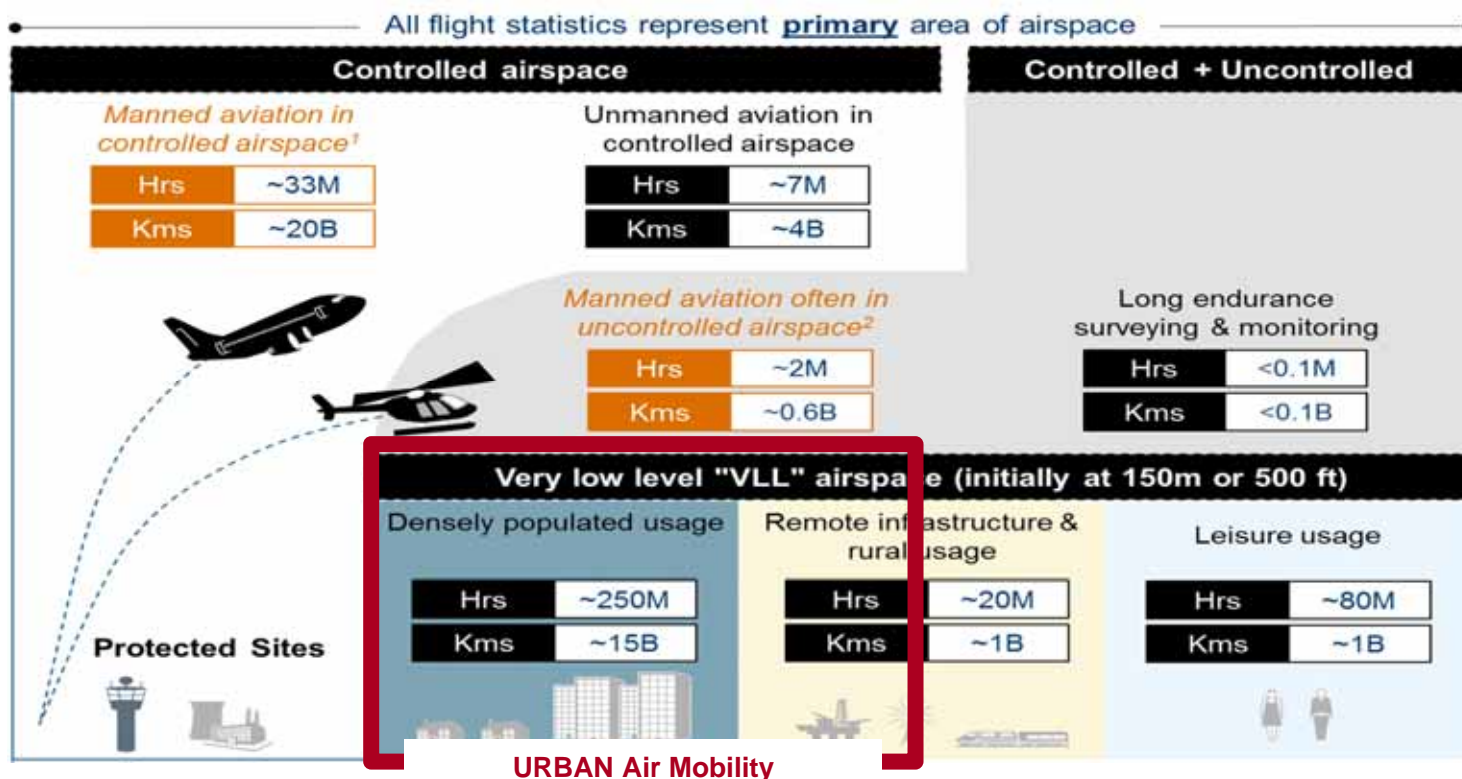 All flight statistics represent primary area of airspace
Controlled airspace
Controlled + Uncontrolled
Manned aviation in
controlled airspace¹
Hrs ~33M
Kms ~20B
Unmanned aviation in
controlled airspace
Hrs ~7M
Kms ~4B
Manned aviation often in
uncontrolled airspace²
Hrs ~2M
Kms ~0.6B
Long endurance
surveying & monitoring
Hrs <0.1M
Kms <0.1B
Very low level "VLL" airspace (initially at 150m or 500 ft)
Densely populated usage
Hrs ~250M
Kms ~15B
Remote infrastructure &
rural usage
Hrs ~20M
Kms ~1B
Leisure usage
Hrs ~80M
Kms ~1B
Protected Sites
URBAN Air Mobility